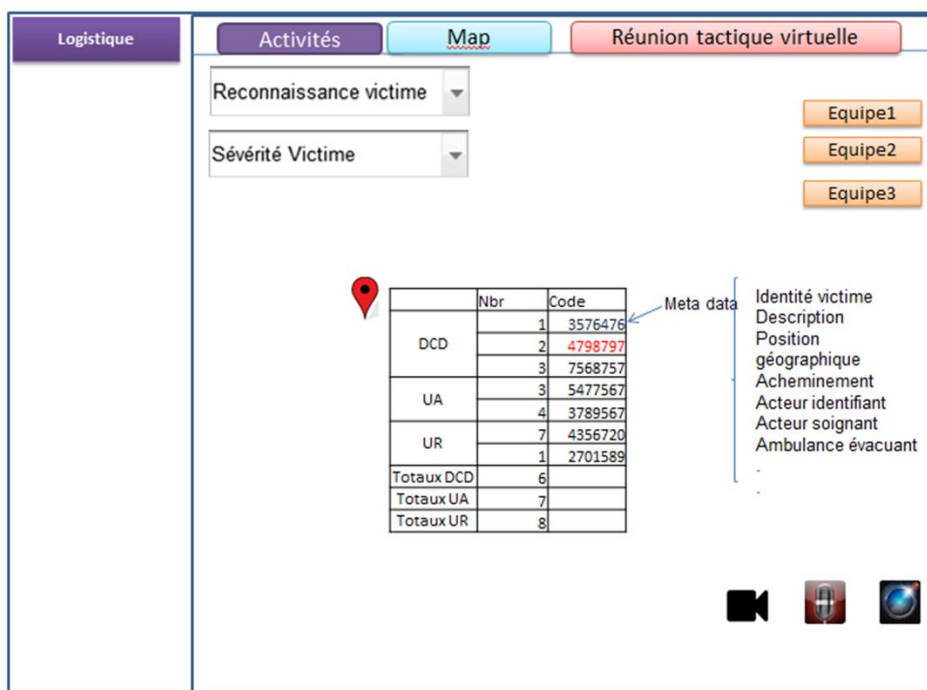 Logistique
Activités
Map
Réunion tactique virtuelle
Reconnaissance victime
Sévérité Victime
Equipe1
Equipe2
Equipe3
Nbr Code
DCD
1 3576476
2 4798797
3 7568757
UA
3 5477567
4 3789567
UR
7 4356720
1 2701589
Totaux DCD 6
Totaux UA 7
Totaux UR 8
Meta data
Identité victime
Description
Position
géographique
Acheminement
Acteur identifiant
Acteur soignant
Ambulance évacuant
.
.